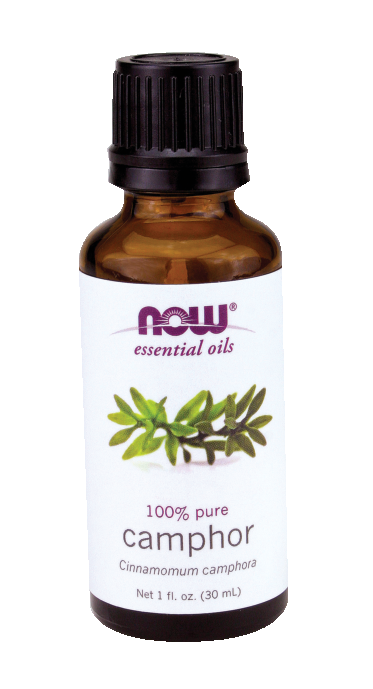 now®
essential oils
100% pure
camphor
Cinnamomum camphora
Net 1 fl. oz. (30 mL)